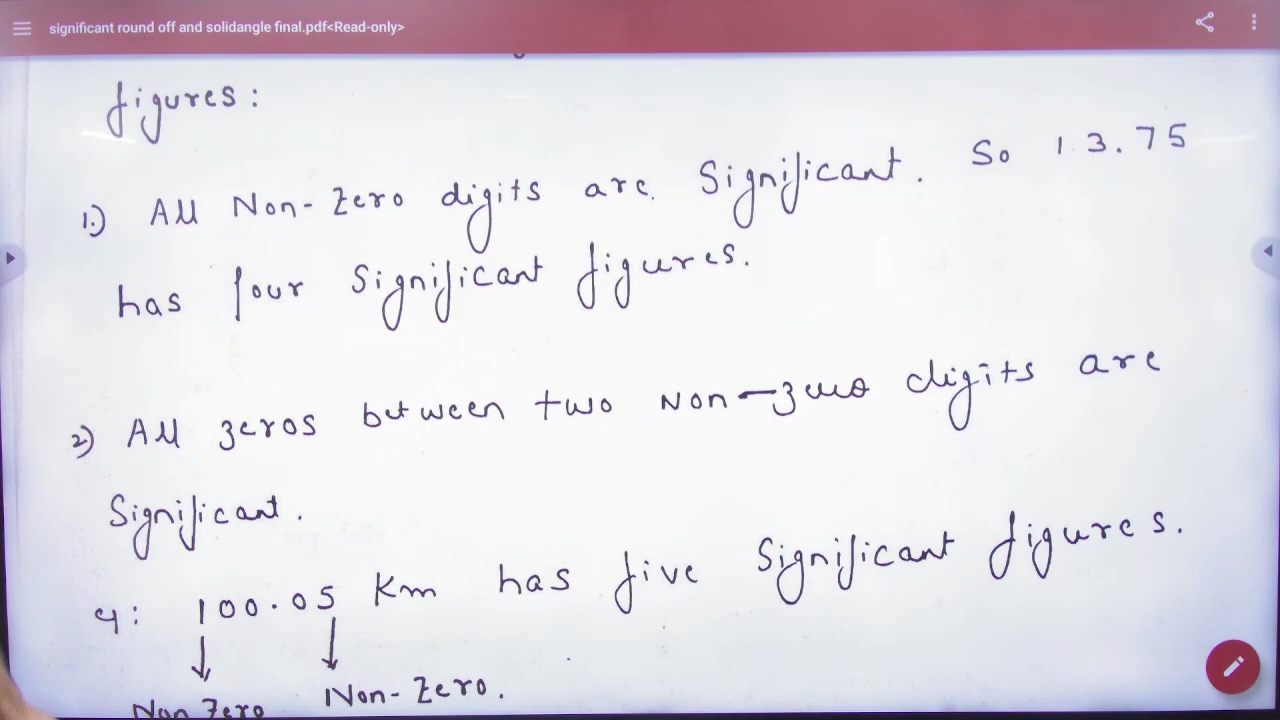 significant round off and solidangle final.pdf<Read-only>
figures:
1.) All Non-Zero digits are Significant. So 13.75
has four Significant figures.
2) All zeros between two Non-zero digits are
Significant.
eg: 100.05 Km has five Significant figures.
Non Zero Non-Zero.